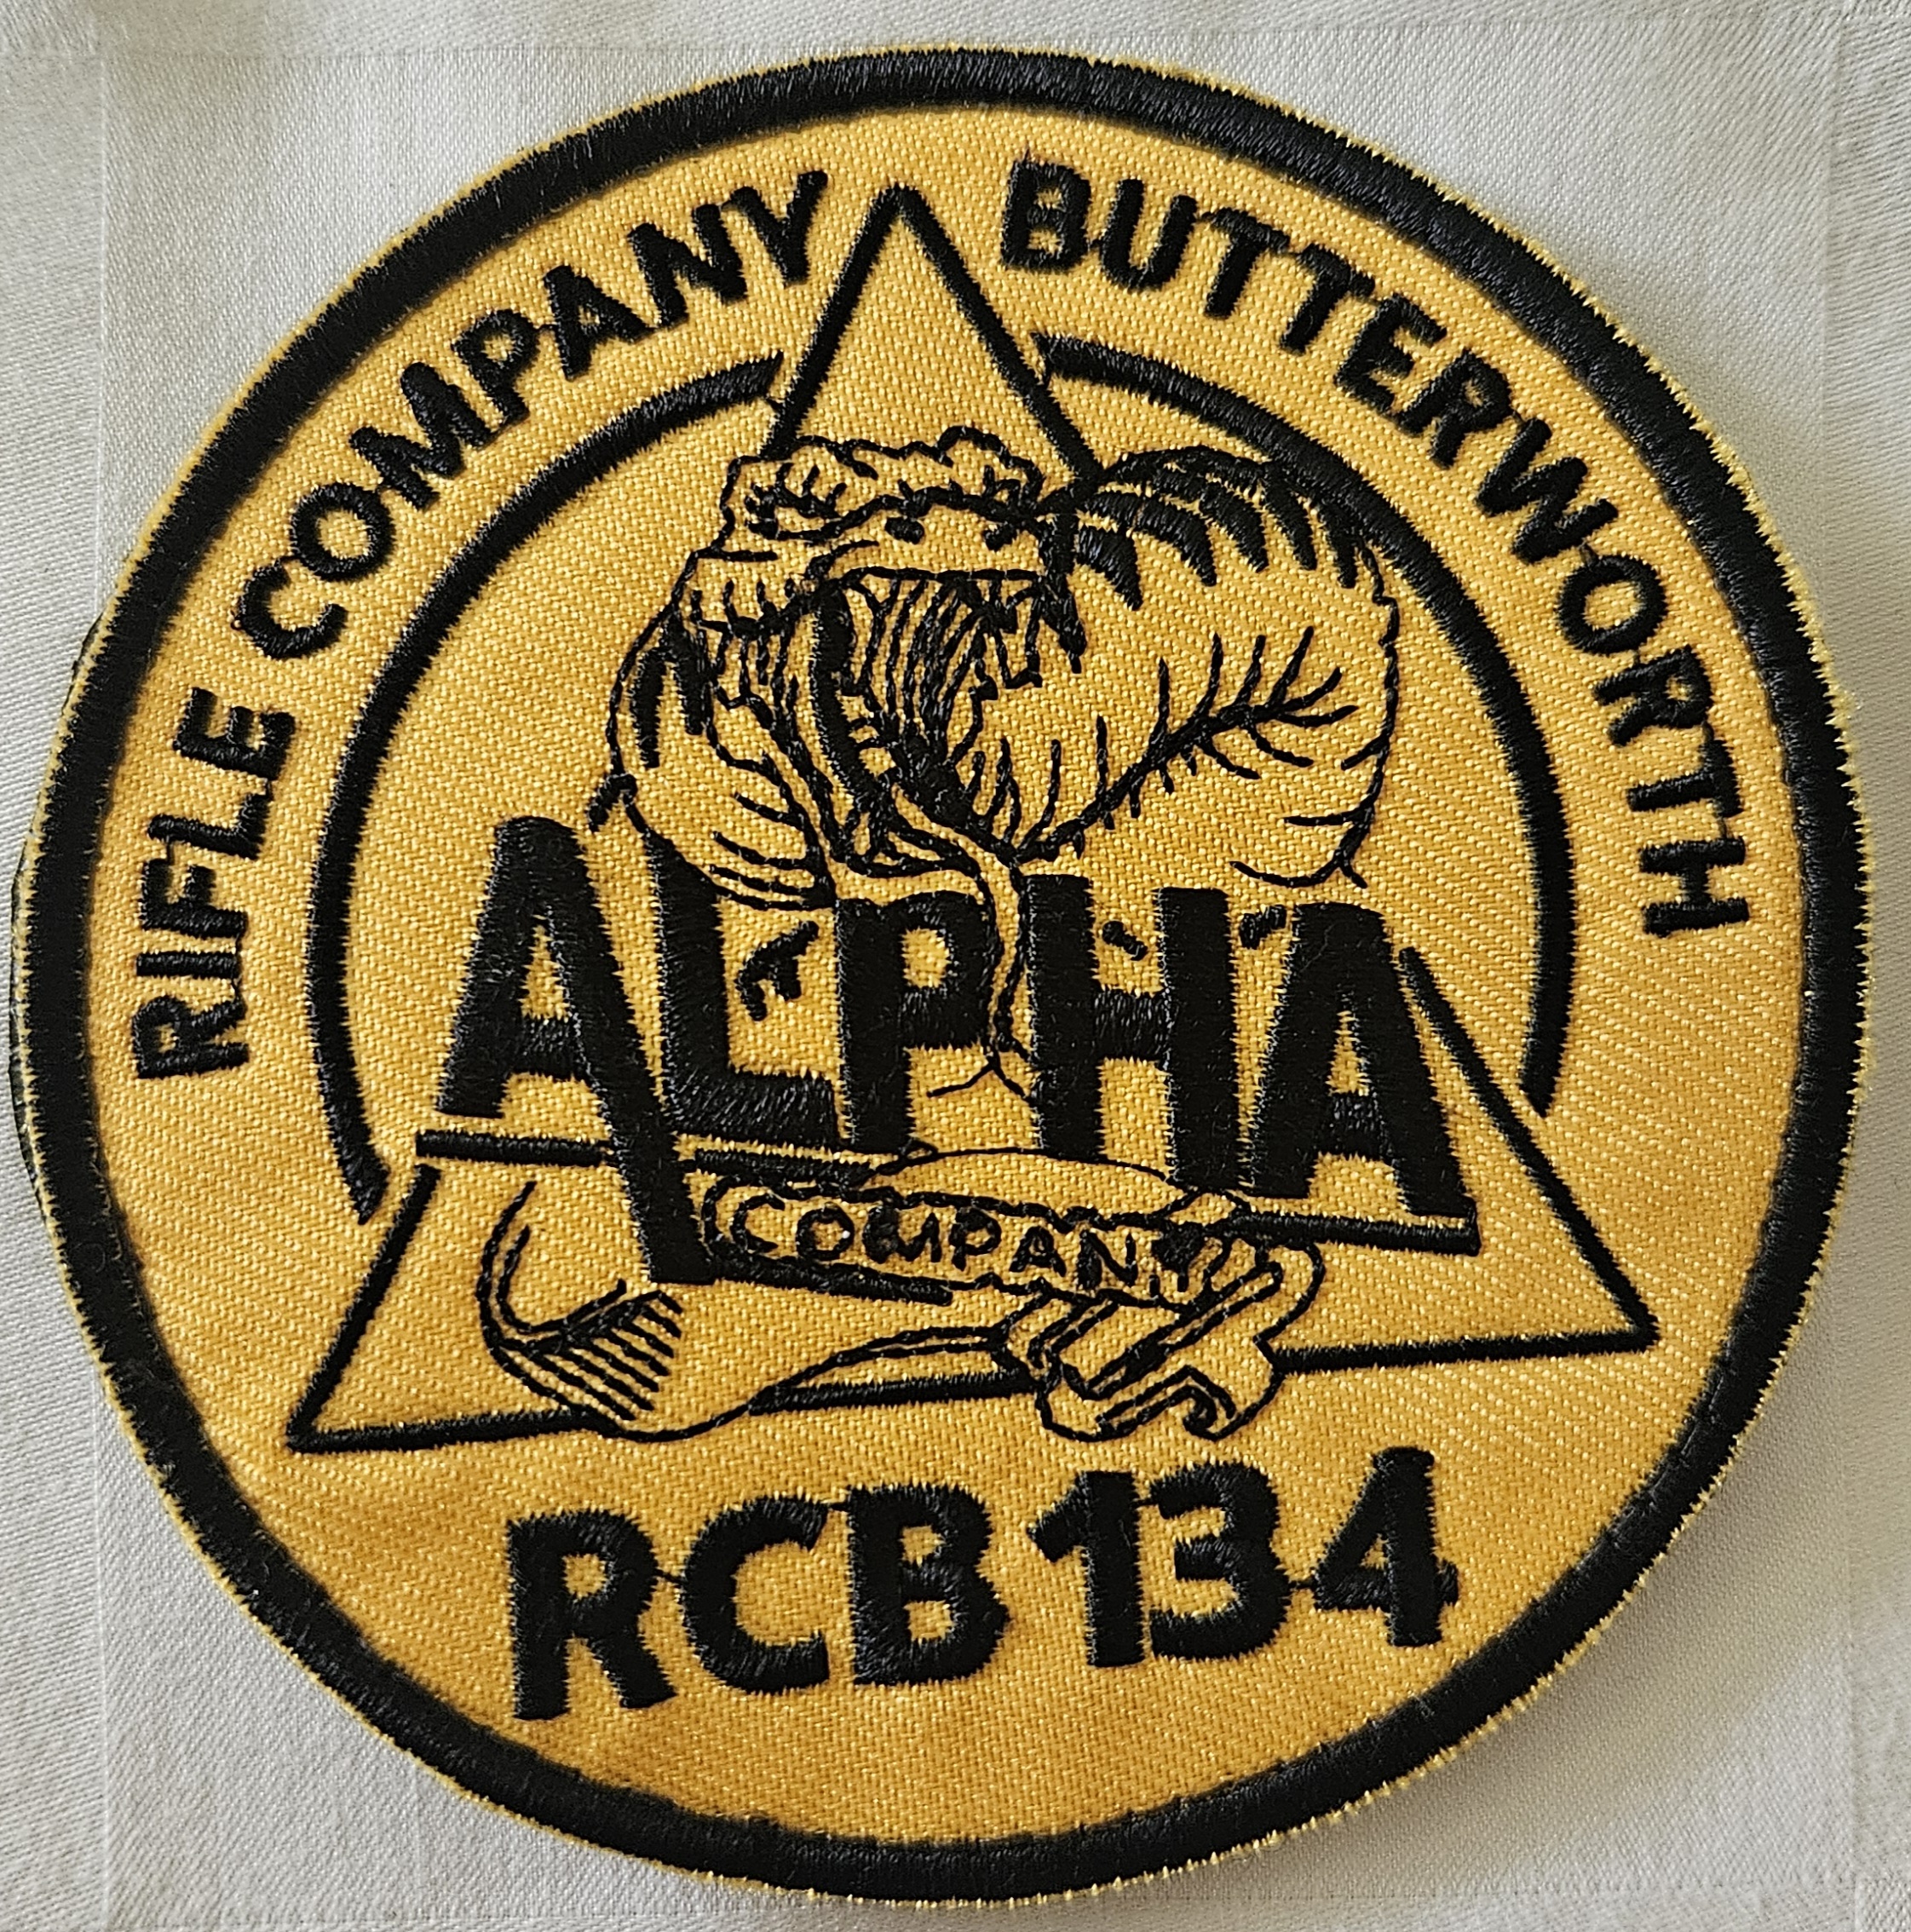 RIFLE COMPANY BUTTERWORTH
ALPHA
COMPANY
RCB 134